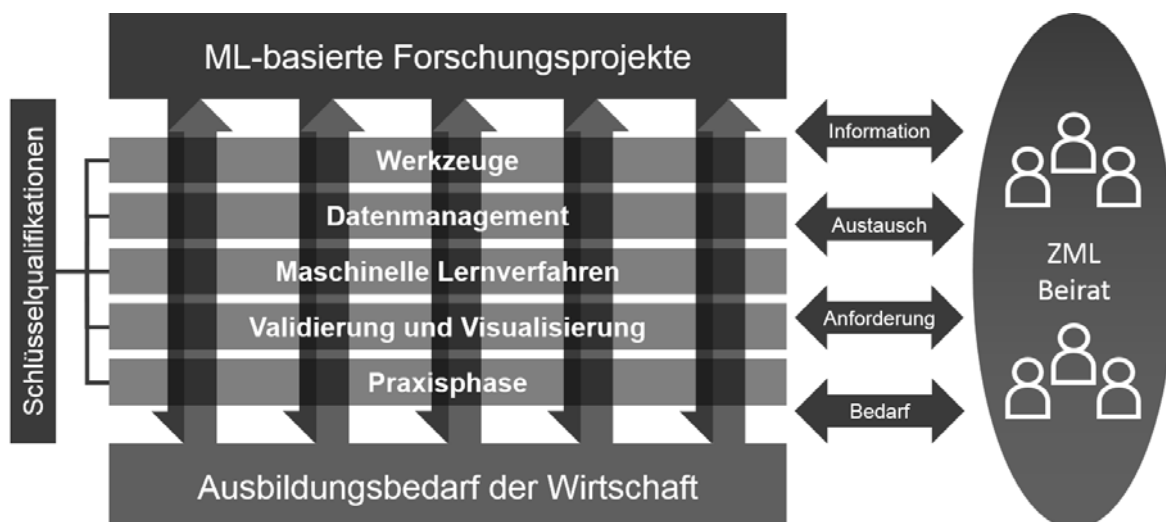 ML-basierte Forschungsprojekte
Schlüsselqualifikationen
Werkzeuge
Datenmanagement
Maschinelle Lernverfahren
Validierung und Visualisierung
Praxisphase
Ausbildungsbedarf der Wirtschaft
Information
Austausch
Anforderung
Bedarf
ZML
Beirat